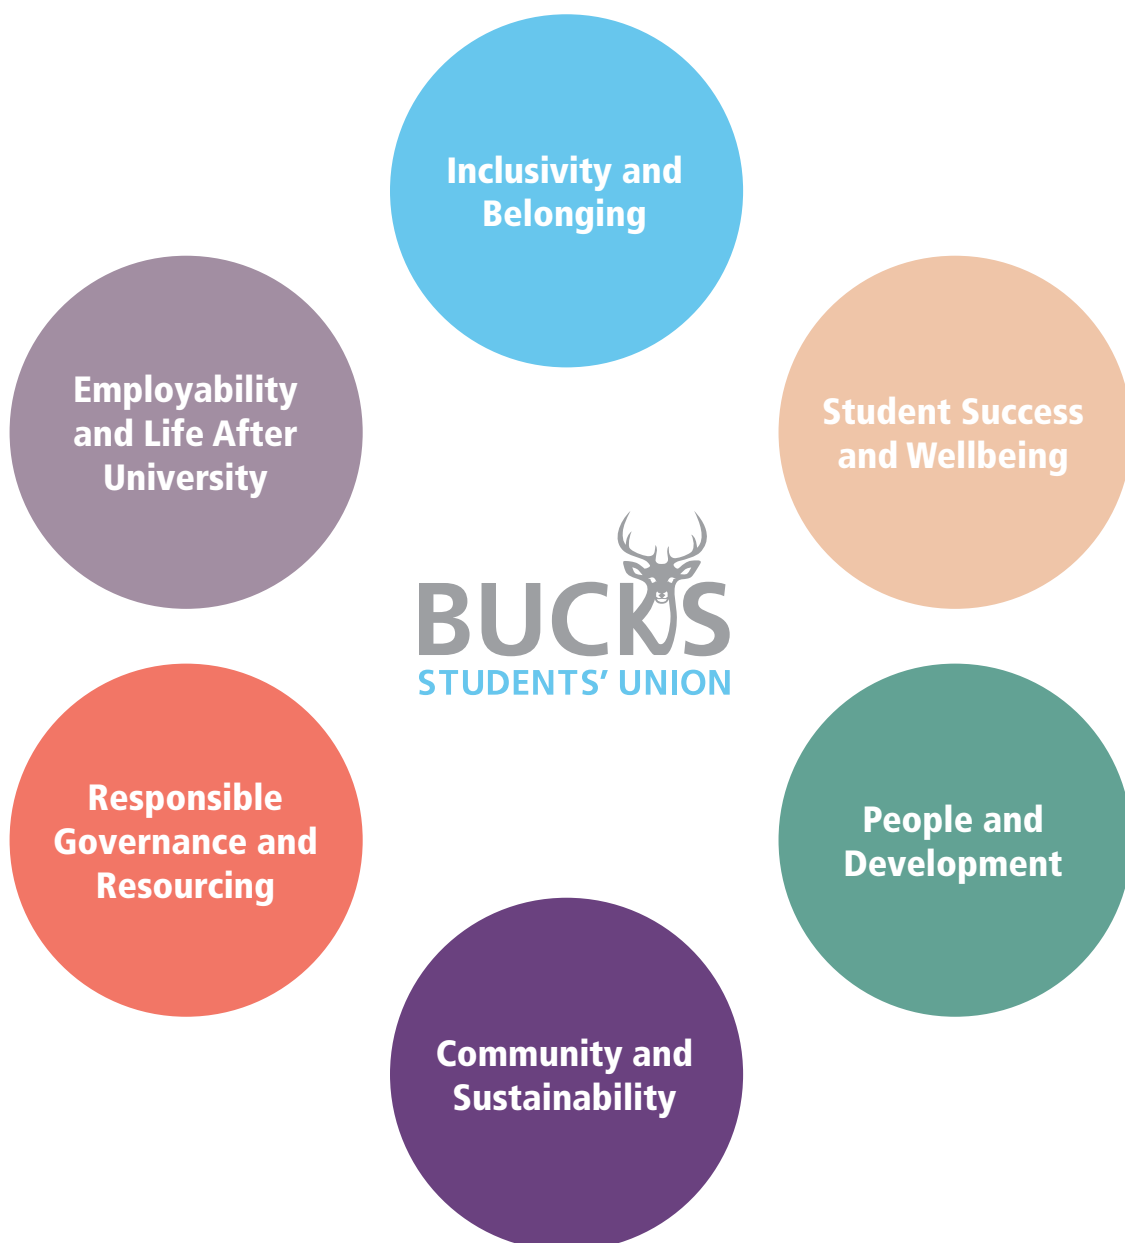 Inclusivity and
Belonging
Employability
and Life After
University
Student Success
and Wellbeing
BUCKS
STUDENTS’ UNION
Responsible
Governance and
Resourcing
People and
Development
Community and
Sustainability